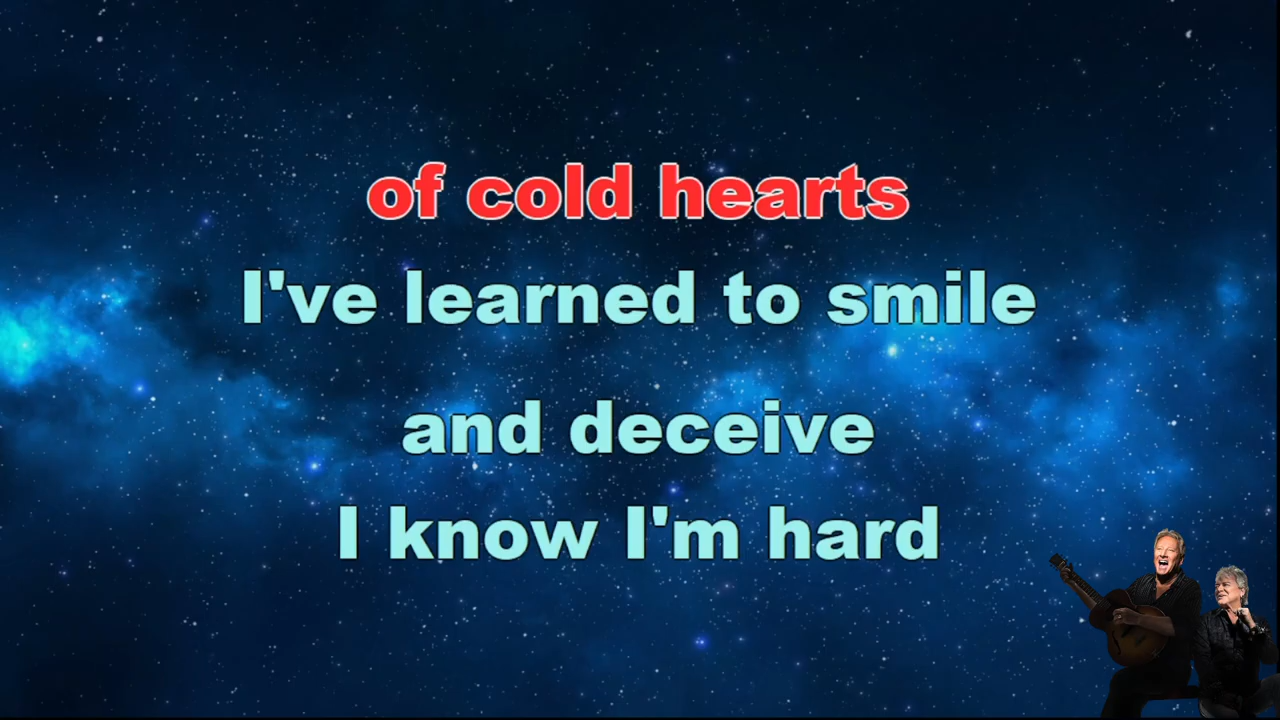 of cold hearts
I've learned to smile
and deceive
I know I'm hard